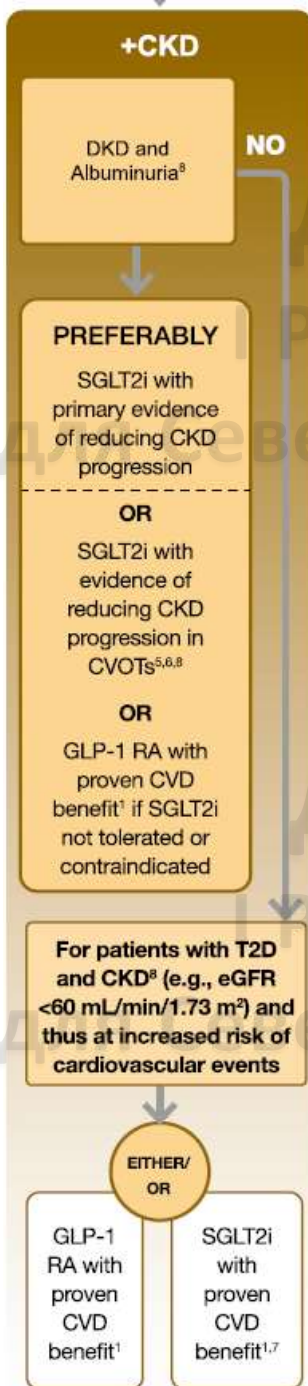 +CKD
DKD and
Albuminuria⁸
NO
PREFERABLY
SGLT2i with
primary evidence
of reducing CKD
progression
OR
SGLT2i with
evidence of
reducing CKD
progression in
CVOTs⁵,⁶,⁸
OR
GLP-1 RA with
proven CVD
benefit¹ if SGLT2i
not tolerated or
contraindicated
For patients with T2D
and CKD⁸ (e.g., eGFR
<60 mL/min/1.73 m²) and
thus at increased risk of
cardiovascular events
EITHER/
OR
GLP-1
RA with
proven
CVD
benefit¹
SGLT2i
with
proven
CVD
benefit¹,⁷